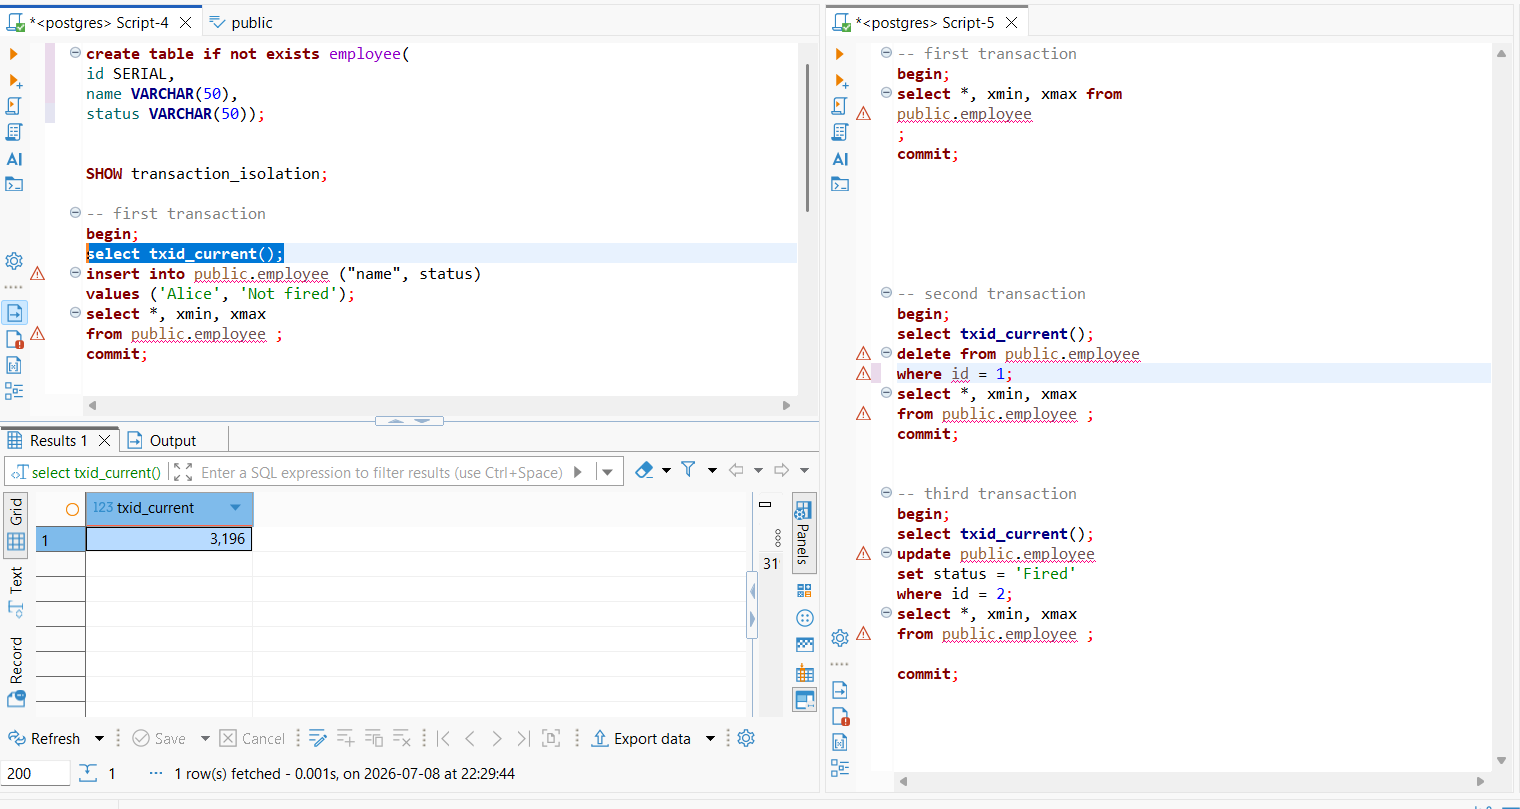 *<postgres> Script-4
public
create table if not exists employee(
id SERIAL,
name VARCHAR(50),
status VARCHAR(50));
SHOW transaction_isolation;
-- first transaction
begin;
select txid_current();
insert into public.employee ("name", status)
values ('Alice', 'Not fired');
select *, xmin, xmax
from public.employee ;
commit;
AI
Results 1
Output
select txid_current()
Enter a SQL expression to filter results (use Ctrl+Space)
Grid
Text
Record
123 txid_current
1
3,196
31
Panels
Refresh
Save
Cancel
Export data
200
1
... 1 row(s) fetched - 0.001s, on 2026-07-08 at 22:29:44
*<postgres> Script-5
-- first transaction
begin;
select *, xmin, xmax from
public.employee
;
commit;
AI
-- second transaction
begin;
select txid_current();
delete from public.employee
where id = 1;
select *, xmin, xmax
from public.employee ;
commit;
-- third transaction
begin;
select txid_current();
update public.employee
set status = 'Fired'
where id = 2;
select *, xmin, xmax
from public.employee ;
commit;